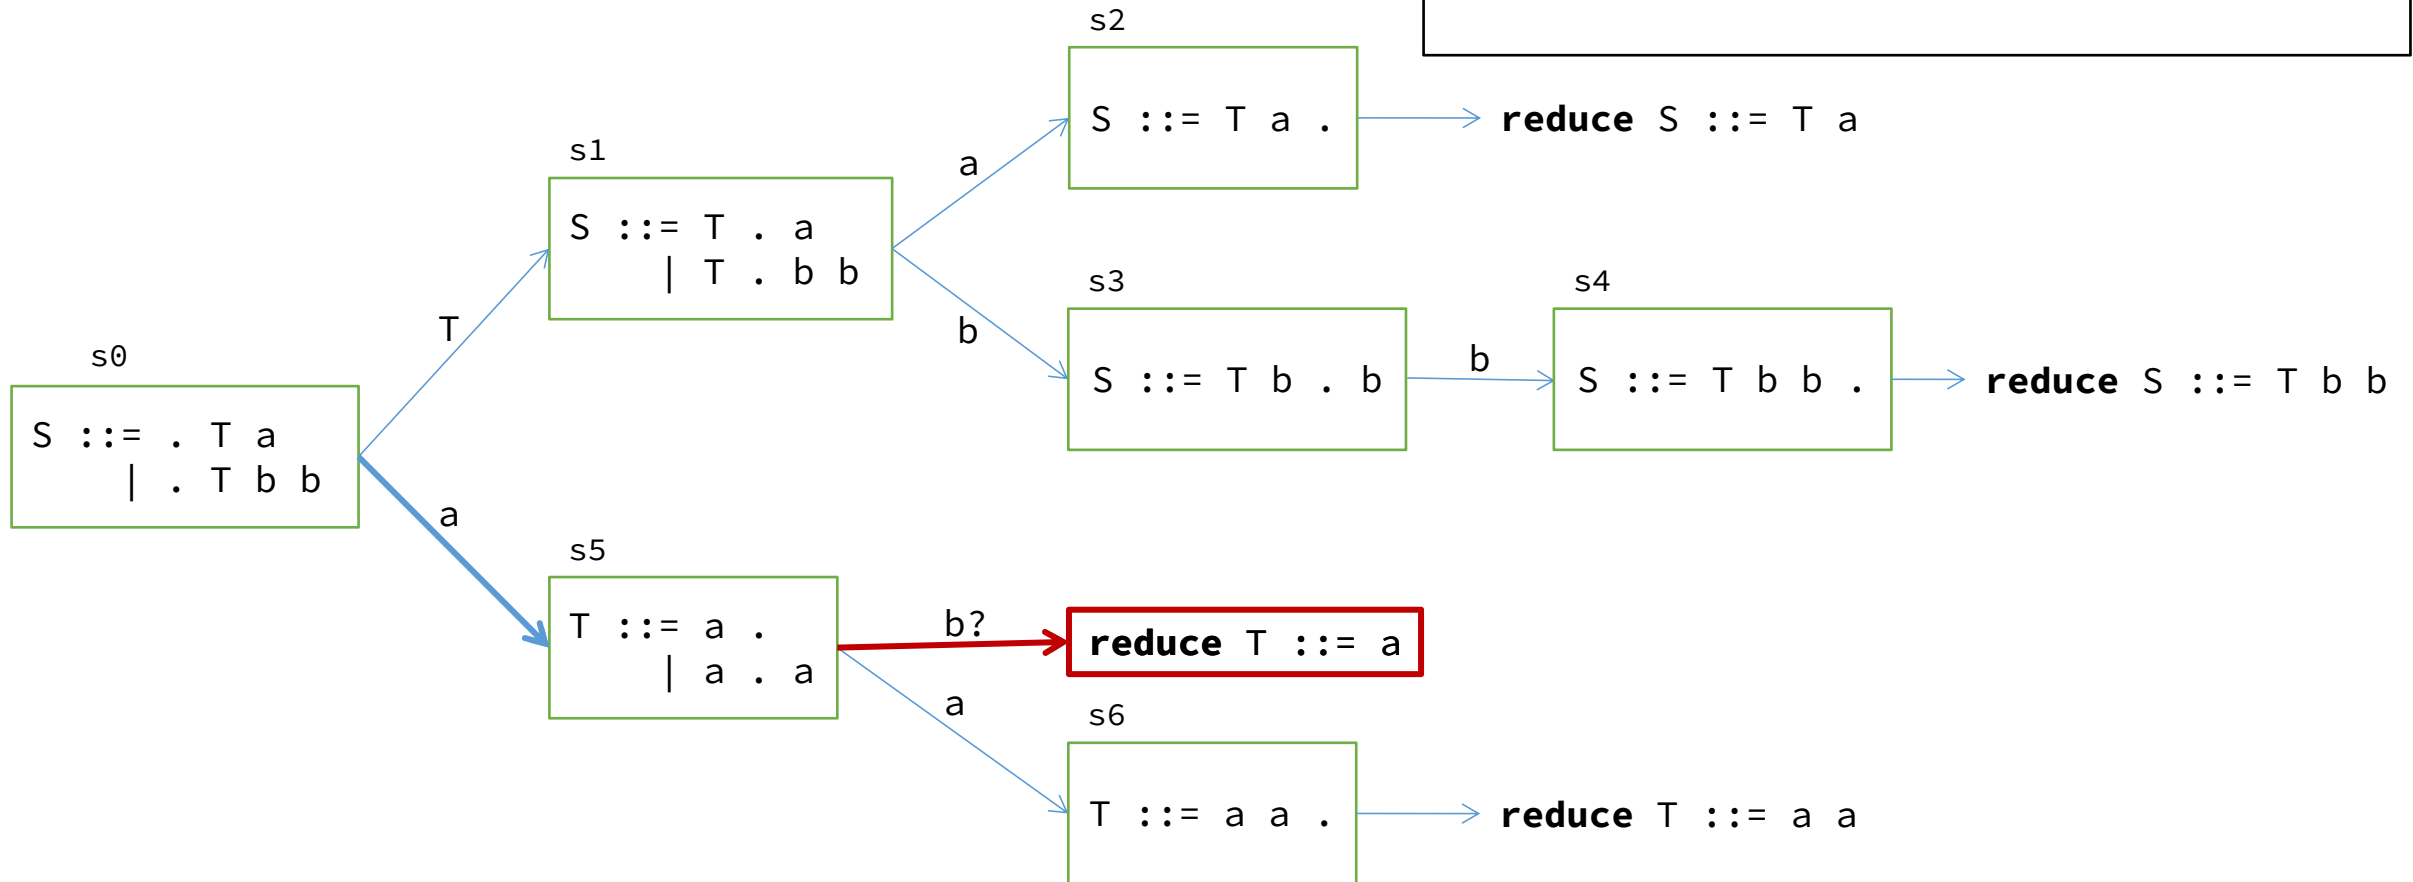 s2
S ::= T a .
reduce S ::= T a
s1
S ::= T . a
| T . b b
a
b
s3
S ::= T b . b
b
s4
S ::= T b b .
reduce S ::= T b b
T
s0
S ::= . T a
| . T b b
a
s5
T ::= a .
| a . a
b?
reduce T ::= a
a
s6
T ::= a a .
reduce T ::= a a